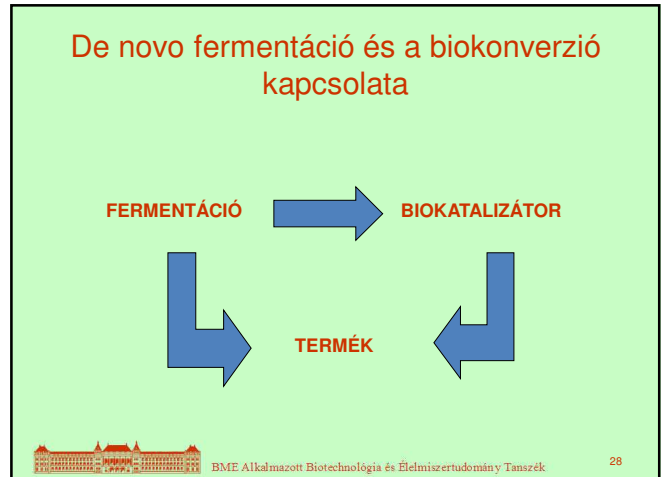 De novo fermentáció és a biokonverzió
kapcsolata
FERMENTÁCIÓ
BIOKATALIZÁTOR
TERMÉK
BME Alkalmazott Biotechnológia és Élelmiszertudomány Tanszék
28